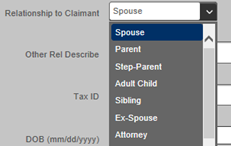 Relationship to Claimant Spouse
Spouse
Parent
Other Rel Describe
Step-Parent
Adult Child
Tax ID
Sibling
Ex-Spouse
Attorney
DOB (mm/dd/yyyy)